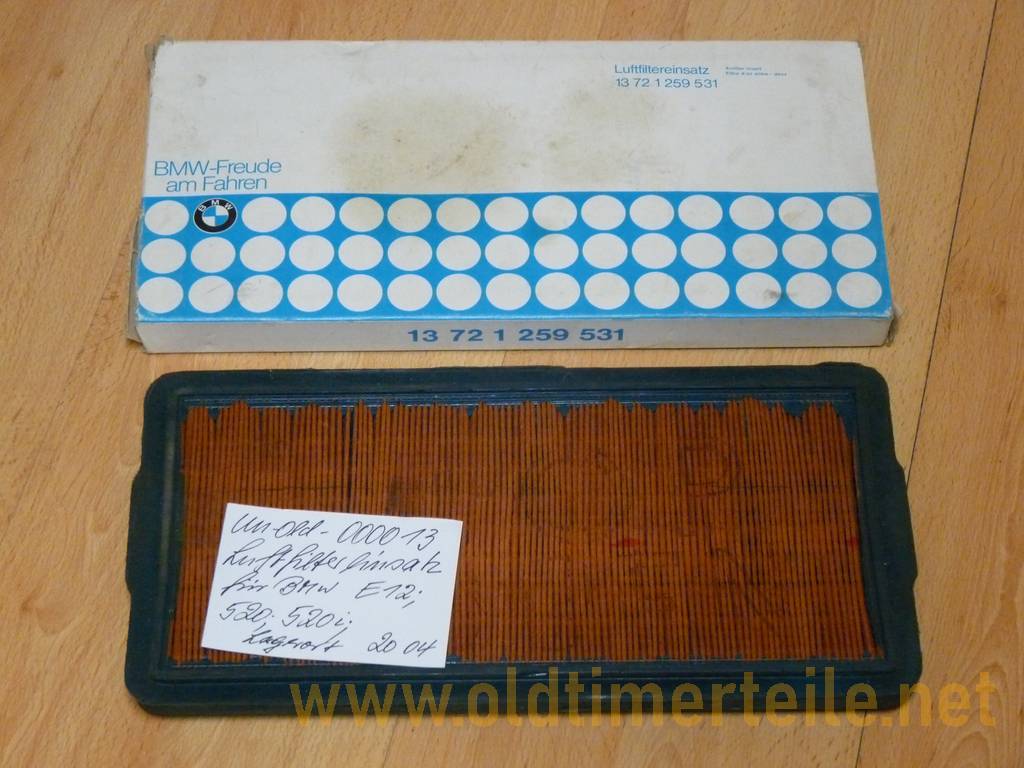 Luftfiltereinsatz
13 72 1 259 531
BMW-Freude
am Fahren
BMW
13 72 1 259 531
un-old-000013
Luftfiltereinsatz
für BMW E12;
520; 520i;
Lagerort 20 04
www.oldtimerteile.net